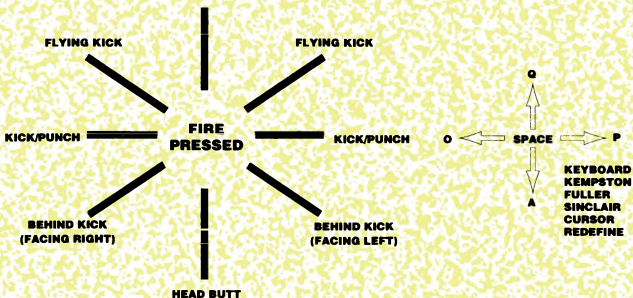 FLYING KICK
FLYING KICK
KICK/PUNCH
FIRE
PRESSED
KICK/PUNCH
BEHIND KICK
(FACING RIGHT)
BEHIND KICK
(FACING LEFT)
HEAD BUTT
Q
O
SPACE
P
A
KEYBOARD
KEMPSTON
FULLER
SINCLAIR
CURSOR
REDEFINE